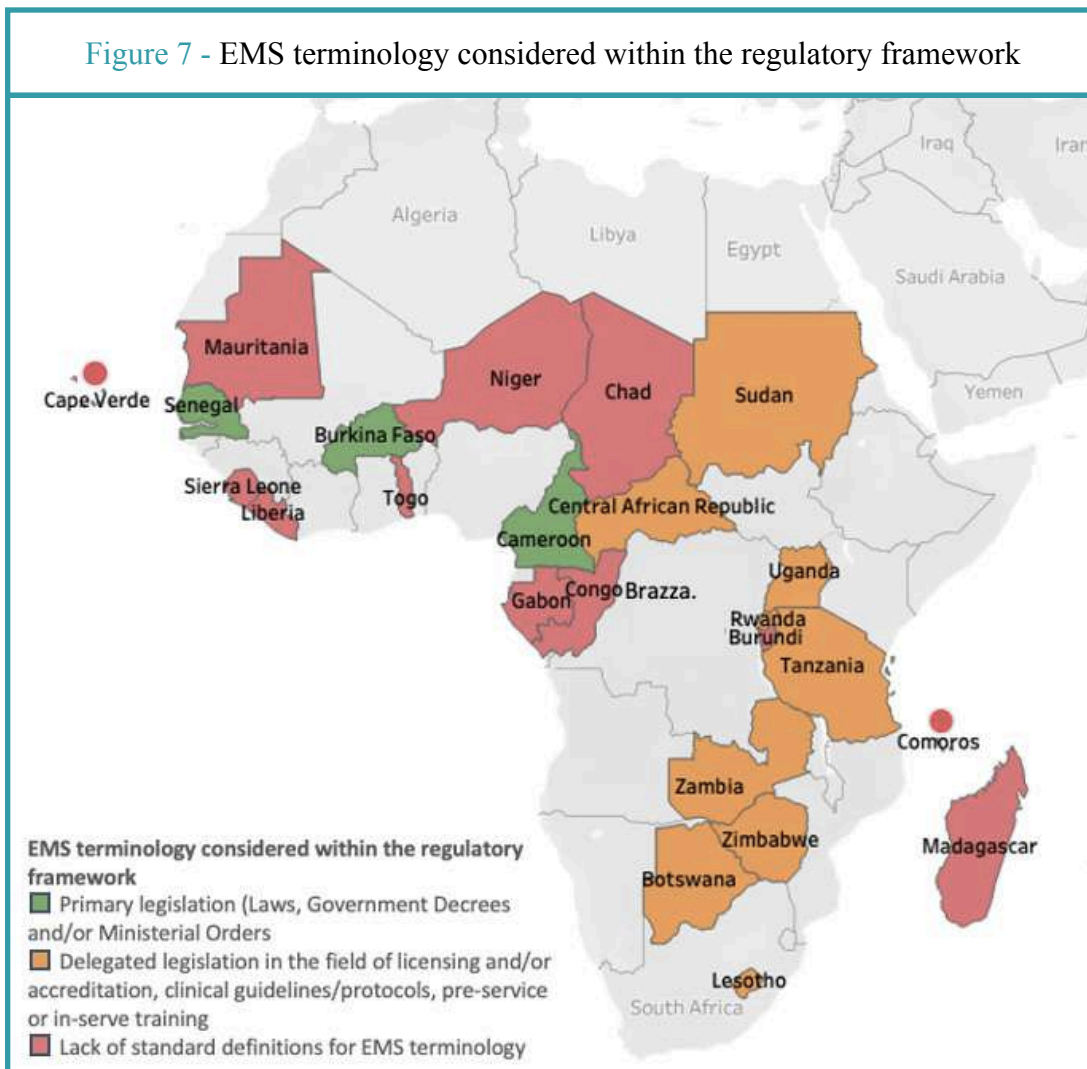 Figure 7 - EMS terminology considered within the regulatory framework
Iraq
Iran
Algeria
Libya
Egypt
Saudi Arabia
Mauritania
Niger
Chad
Sudan
Yemen
Cape Verde
Senegal
Burkina Faso
Sierra Leone
Togo
Liberia
Central African Republic
Cameroon
Uganda
Gabon
Congo Brazza.
Rwanda
Burundi
Tanzania
Comoros
Zambia
Zimbabwe
Madagascar
Botswana
Lesotho
South Africa
EMS terminology considered within the regulatory
framework
Primary legislation (Laws, Government Decrees
and/or Ministerial Orders
Delegated legislation in the field of licensing and/or
accreditation, clinical guidelines/protocols, pre-service
or in-serve training
Lack of standard definitions for EMS terminology